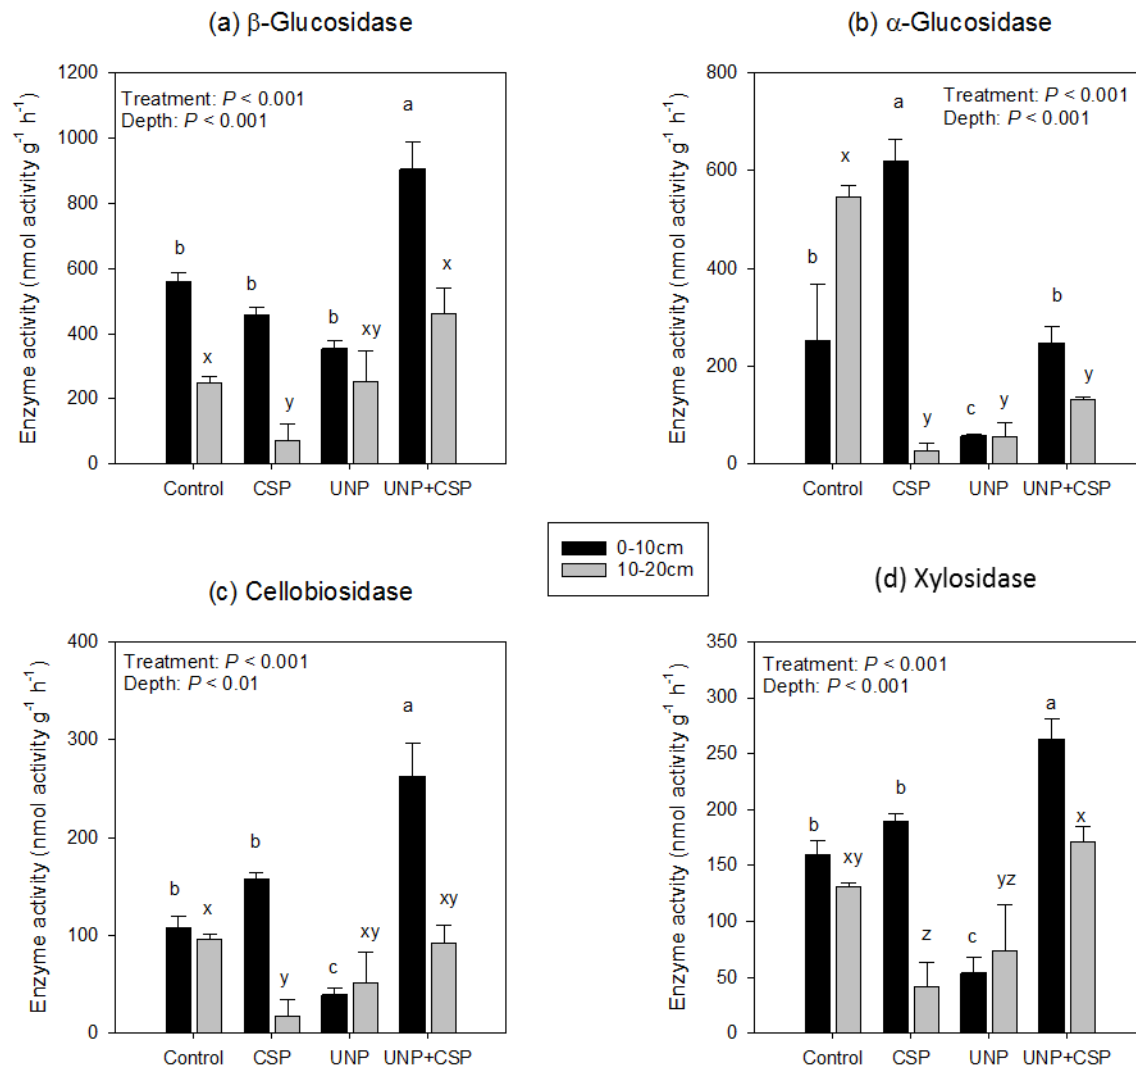 (a) β-Glucosidase
Enzyme activity (nmol activity g⁻¹ h⁻¹)
1200
1000
800
600
400
200
0
Treatment: P < 0.001
Depth: P < 0.001
b
x
b
y
b
xy
a
x
Control
CSP
UNP
UNP+CSP
(b) α-Glucosidase
Enzyme activity (nmol activity g⁻¹ h⁻¹)
800
600
400
200
0
Treatment: P < 0.001
Depth: P < 0.001
b
x
a
y
c
y
b
y
Control
CSP
UNP
UNP+CSP
0-10cm
10-20cm
(c) Cellobiosidase
Enzyme activity (nmol activity g⁻¹ h⁻¹)
400
300
200
100
0
Treatment: P < 0.001
Depth: P < 0.01
b
x
b
y
c
xy
a
xy
Control
CSP
UNP
UNP+CSP
(d) Xylosidase
Enzyme actvity (nmol activity g⁻¹ h⁻¹)
350
300
250
200
150
100
50
0
Treatment: P < 0.001
Depth: P < 0.001
b
xy
b
z
c
yz
a
x
Control
CSP
UNP
UNP+CSP